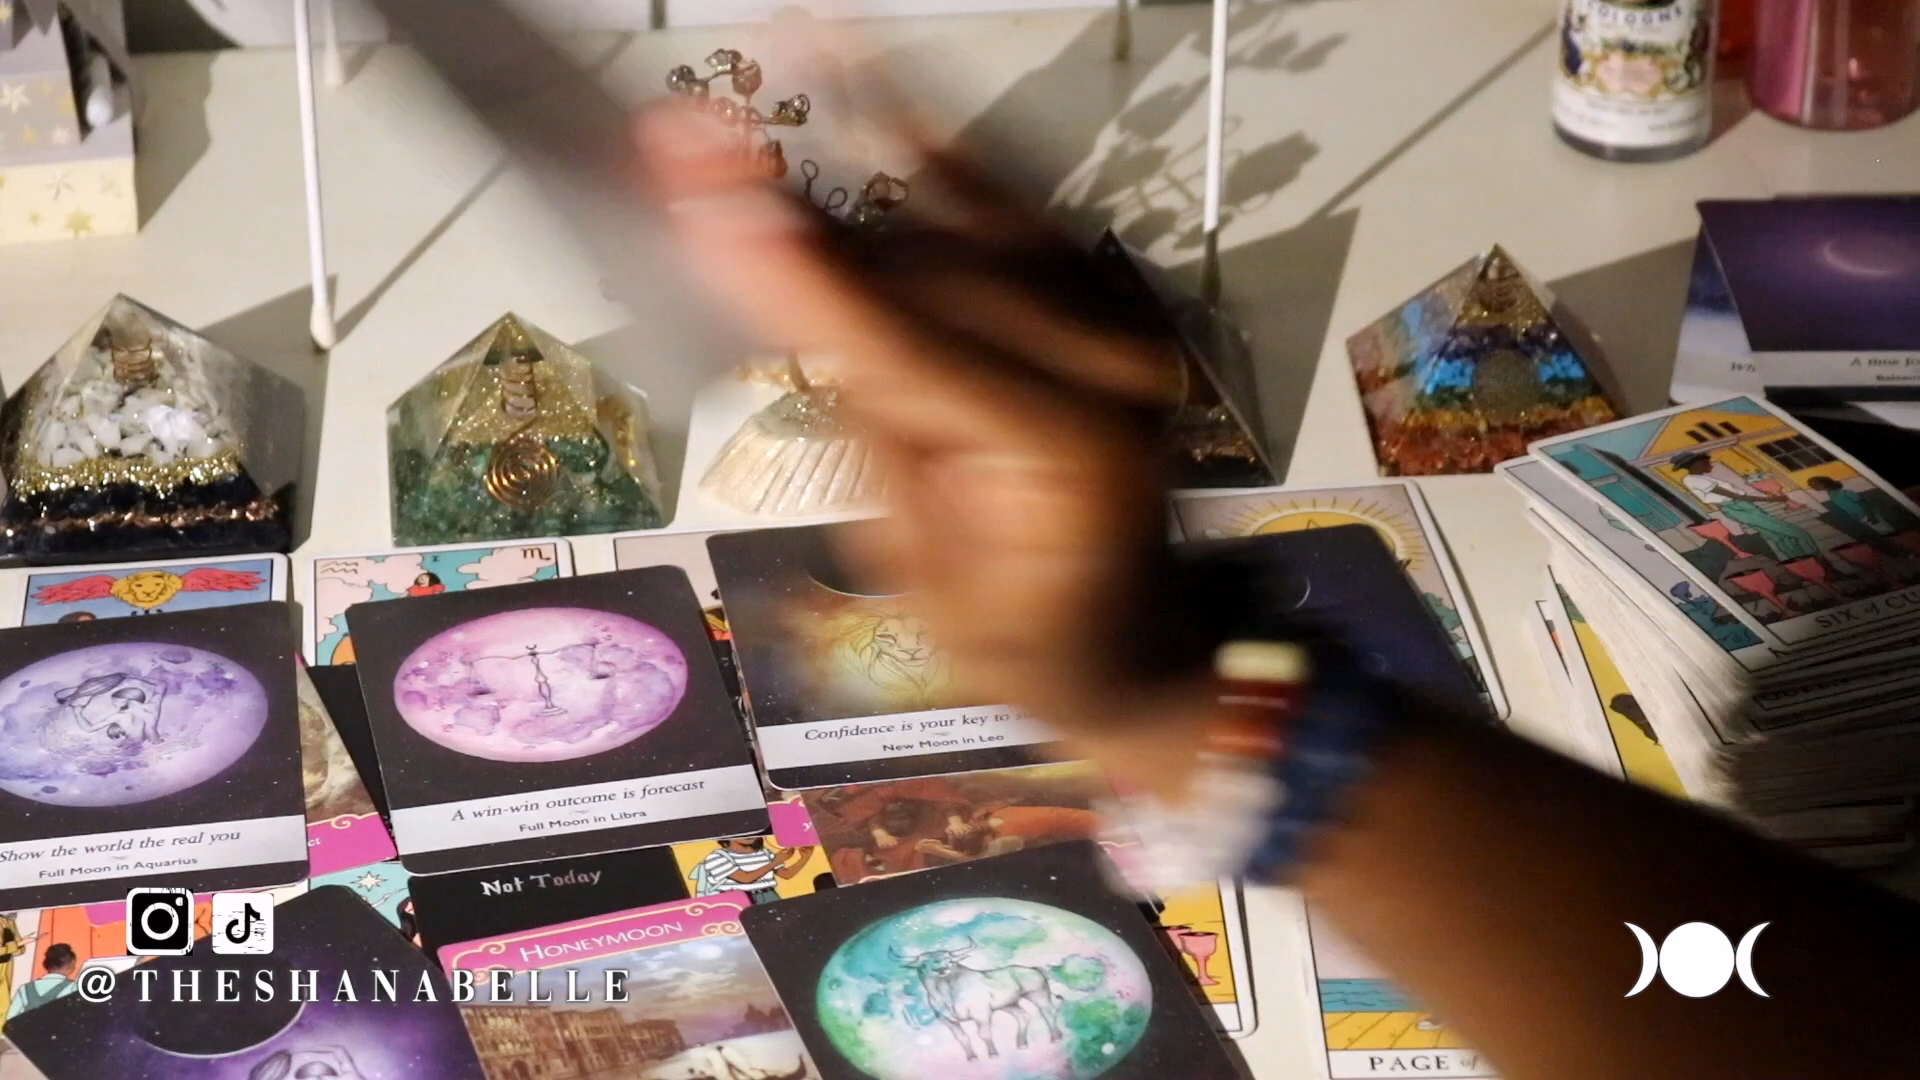 COLOGNE
A time fo
SIX of CU
Confidence is your key to s
New Moon in Leo
A win-win outcome is forecast
Full Moon in Libra
Show the world the real you
Full Moon in Aquarius
ct
y
Not Today
HONEYMOON
@THESHANABELLE
PAGE of